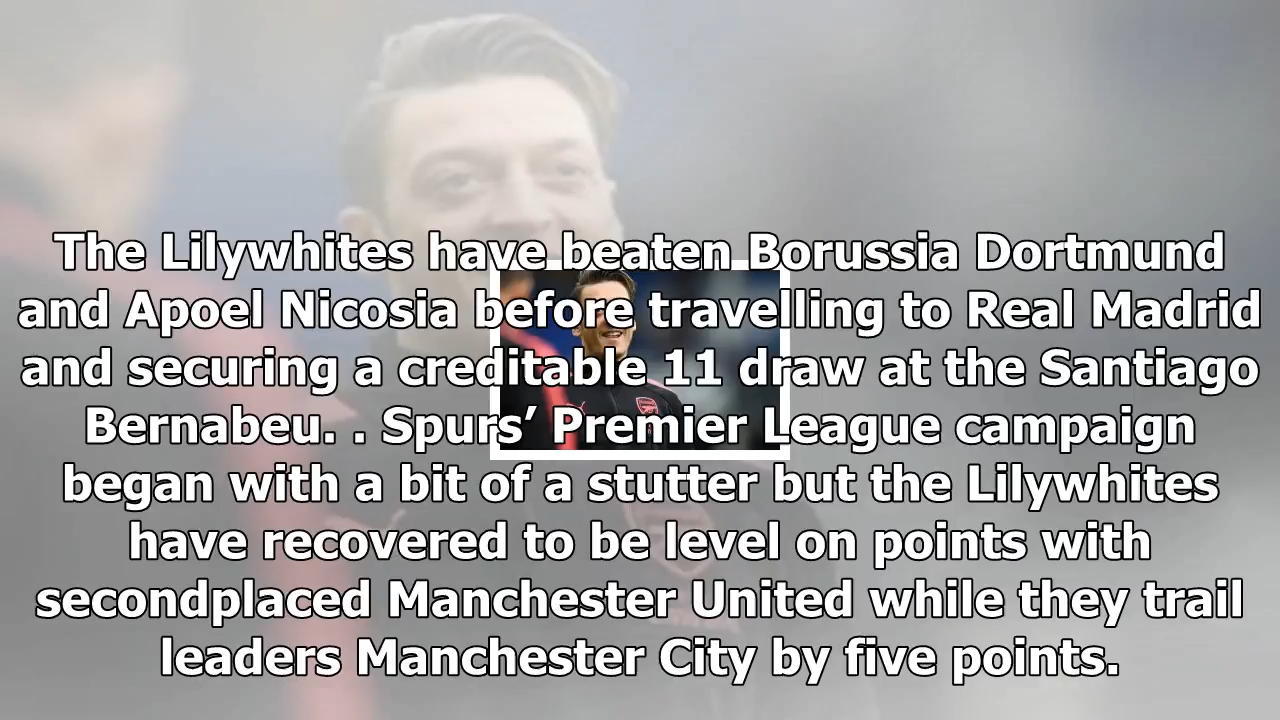 The Lilywhites have beaten Borussia Dortmund
and Apoel Nicosia before travelling to Real Madrid
and securing a creditable 11 draw at the Santiago
Bernabeu. . Spurs’ Premier League campaign
began with a bit of a stutter but the Lilywhites
have recovered to be level on points with
secondplaced Manchester United while they trail
leaders Manchester City by five points.